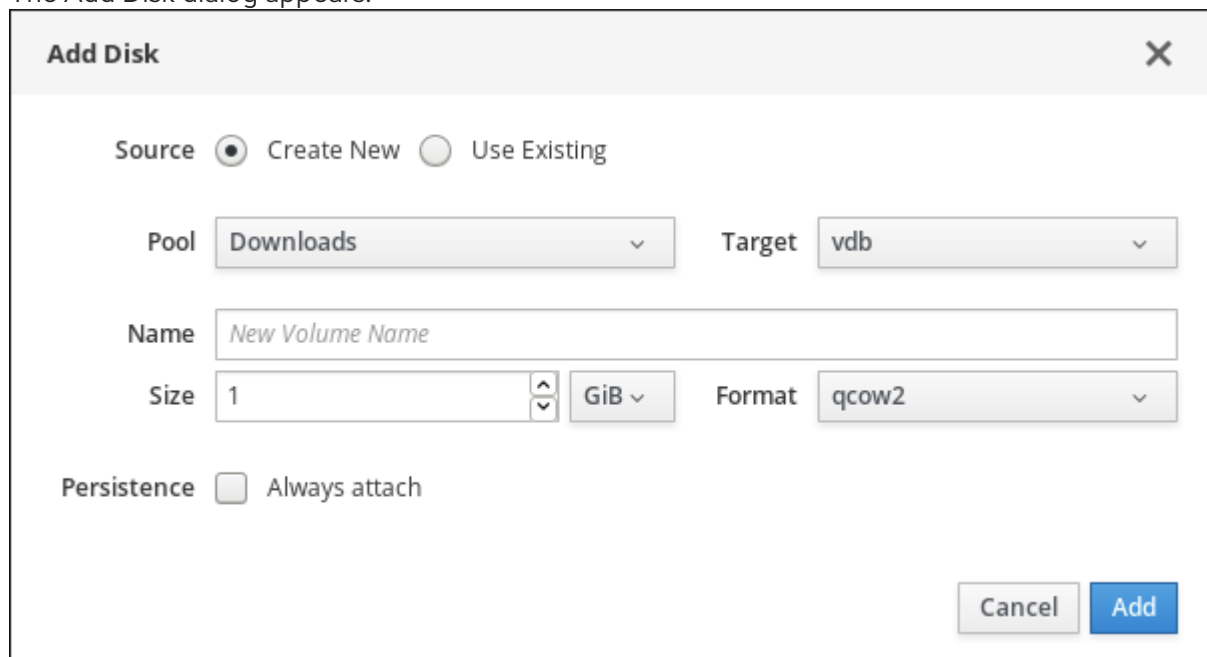 The Add Disk dialog appears.
Add Disk
Source Create New Use Existing
Pool Downloads Target vdb
Name New Volume Name
Size 1 GiB Format qcow2
Persistence Always attach
Cancel Add